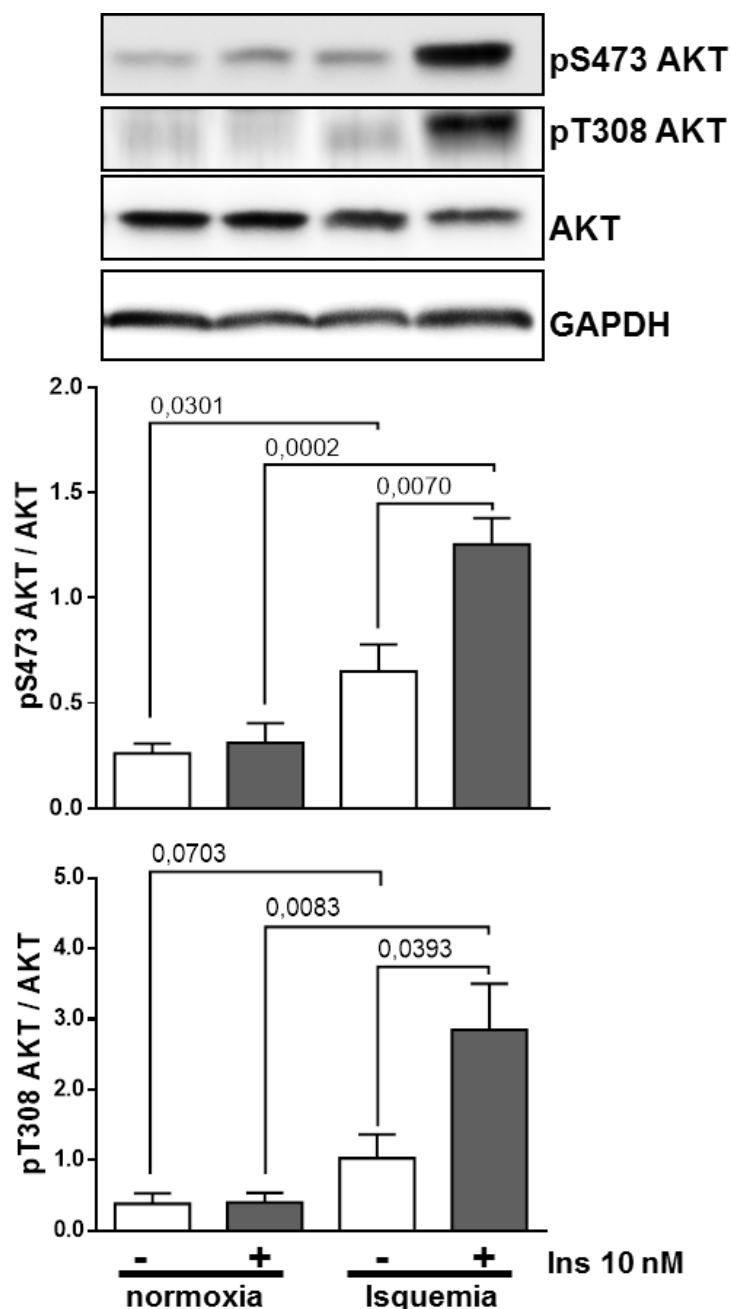 pS473 AKT
pT308 AKT
AKT
GAPDH
pS473 AKT / AKT
2.0
1.5
1.0
0.5
0.0
0,0301
0,0002
0,0070
pT308 AKT / AKT
5.0
4.0
3.0
2.0
1.0
0.0
0,0703
0,0083
0,0393
- + - + Ins 10 nM
normoxia Isquemia